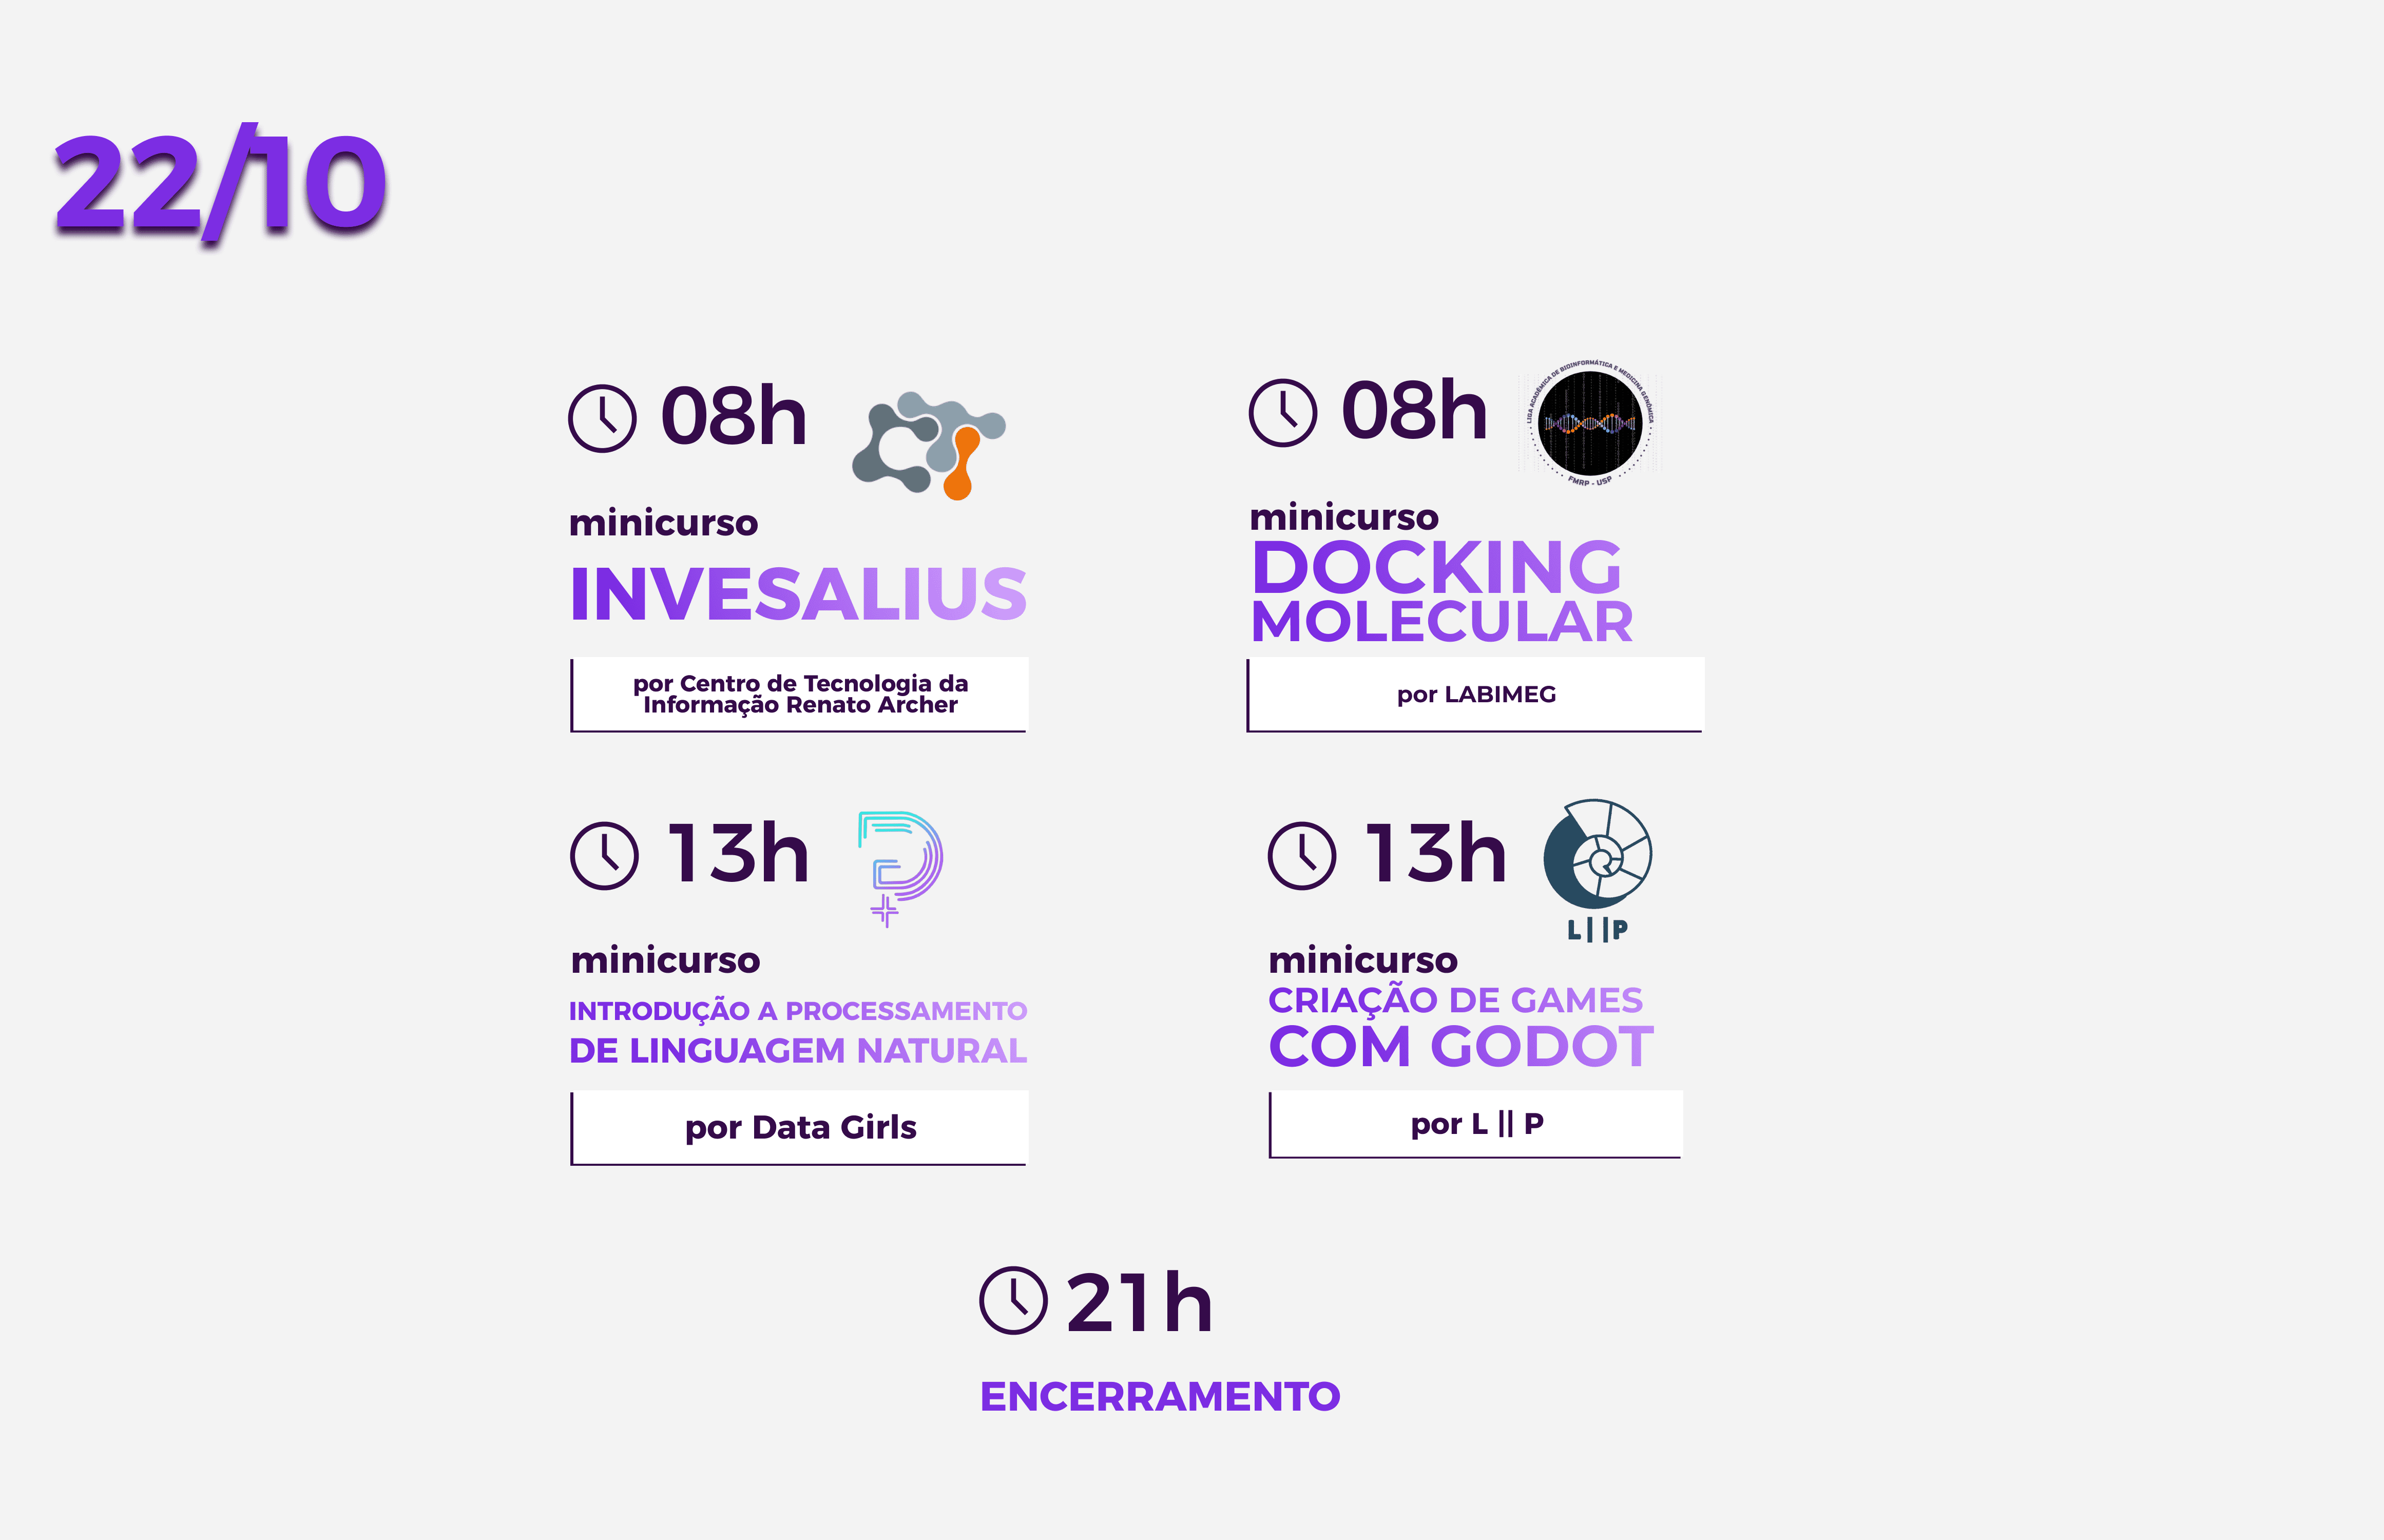 22/10
08h
minicurso
INVESALIUS
por Centro de Tecnologia da
Informação Renato Archer
08h
LIGA ACADÊMICA DE BIOINFORMÁTICA E MEDICINA GENÔMICA
FMRP - USP
minicurso
DOCKING
MOLECULAR
por LABIMEG
13h
minicurso
INTRODUÇÃO A PROCESSAMENTO
DE LINGUAGEM NATURAL
por Data Girls
13h
L||P
minicurso
CRIAÇÃO DE GAMES
COM GODOT
por L || P
21h
ENCERRAMENTO